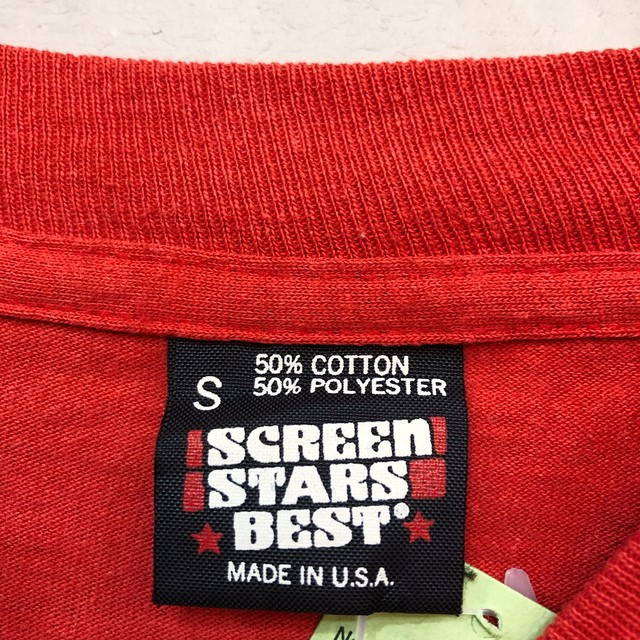 50% COTTON
S 50% POLYESTER
SCREEN
STARS
BEST®
MADE IN U.S.A.